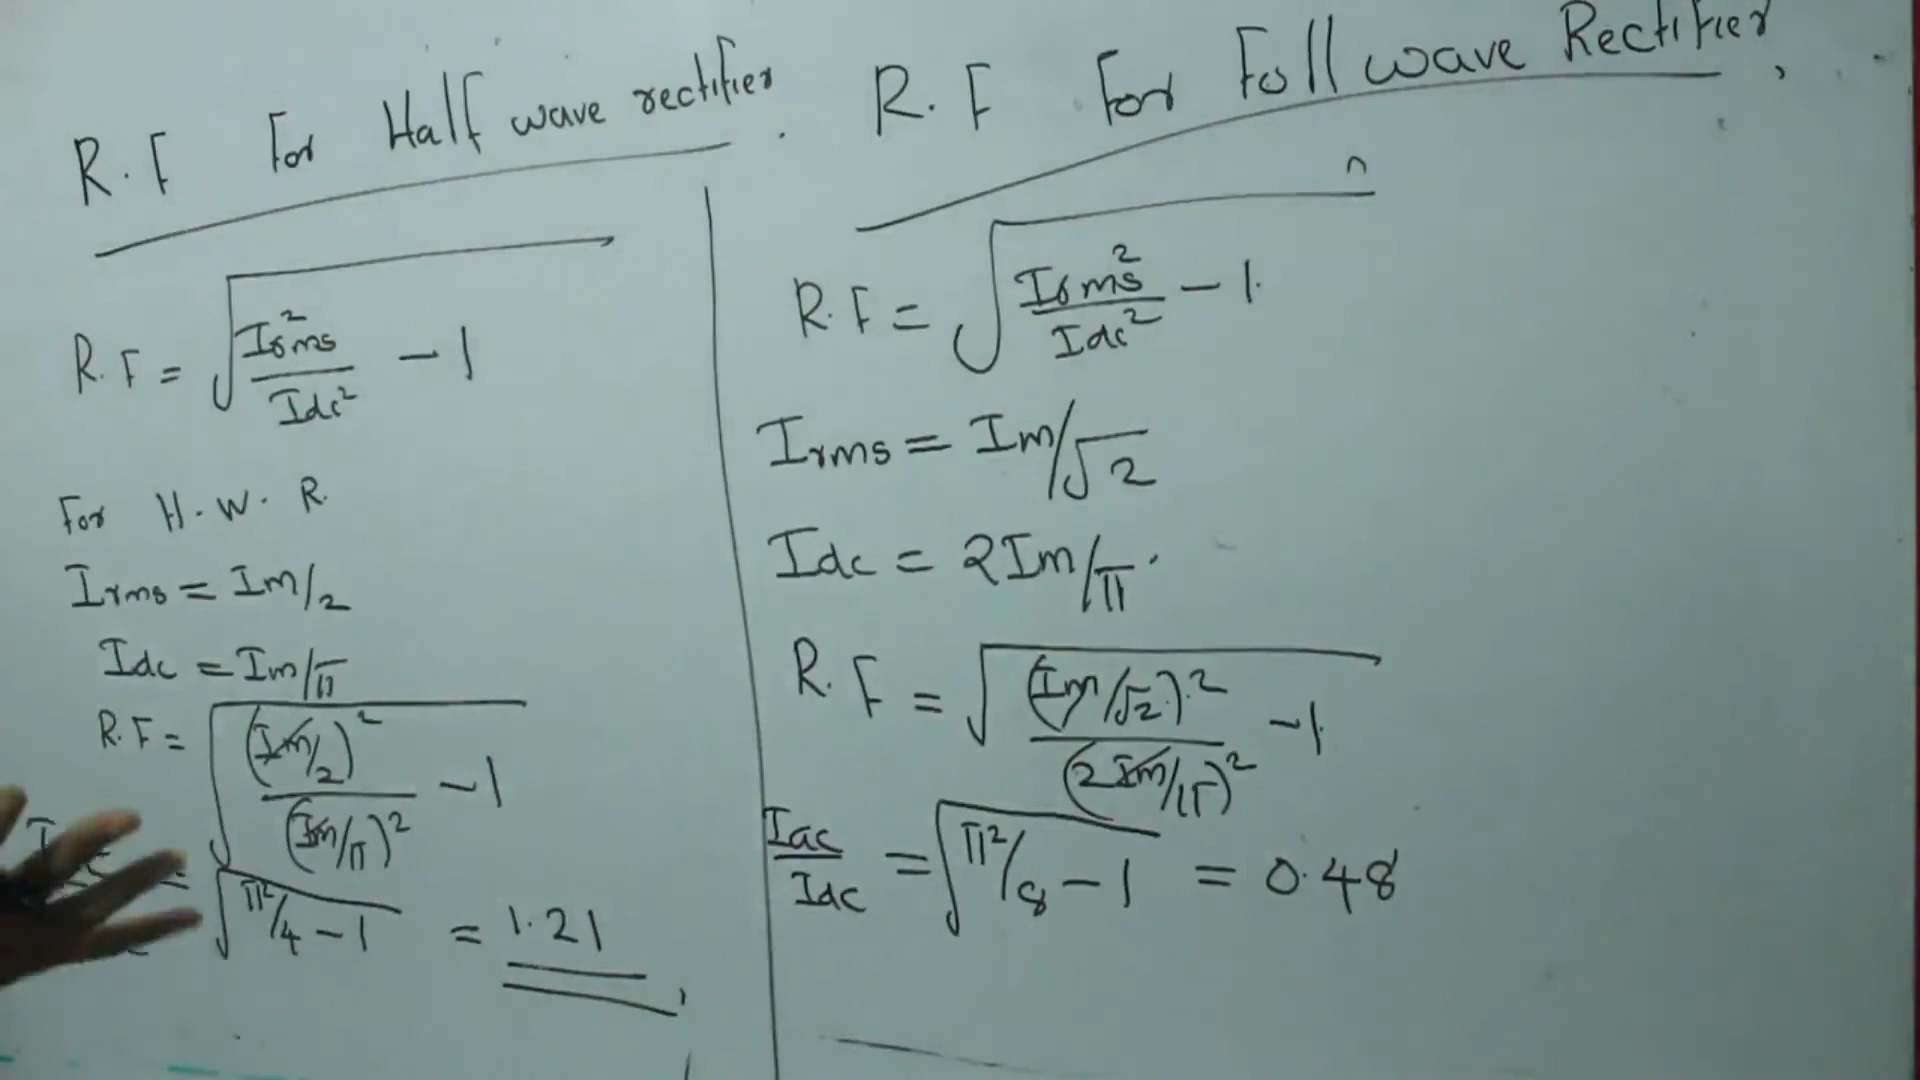 R.F For Half wave rectifier.
R.F = √(Irms²/Idc² - 1
For H.W.R.
Irms = Im/2
Idc = Im/π
R.F = √((Im/2)²/(Im/π)² - 1
= √(π²/4 - 1) = 1.21
R.F For Full wave Rectifier,
R.F = √(Irms²/Idc² - 1.
Irms = Im/√2
Idc = 2Im/π.
R.F = √((Im/√2)²/(2Im/π)² - 1
Iac/Idc = √(π²/8 - 1) = 0.48